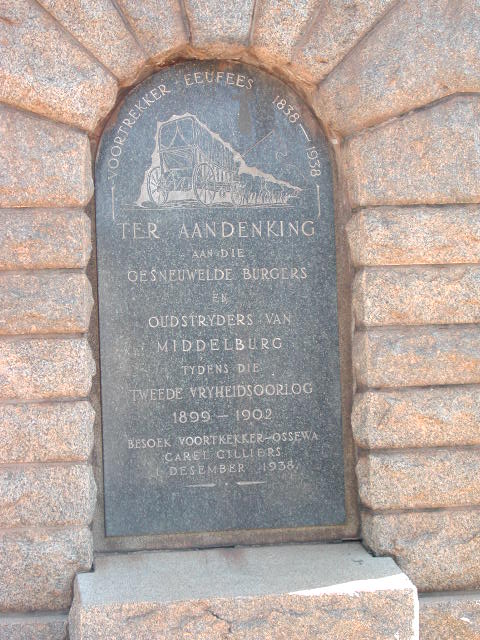 VOORTREKKER EEUFEES 1838 — 1938
TER AANDENKING
AAN DIE
GESNEUWELDE BURGERS
EN
OUDSTRYDERS VAN
MIDDELBURG
TYDENS DIE
TWEEDE VRYHEIDSOORLOG
1899 — 1902
BESOEK VOORTREKKER-OSSEWA
CAREL CILLIERS
1 DESEMBER 1938